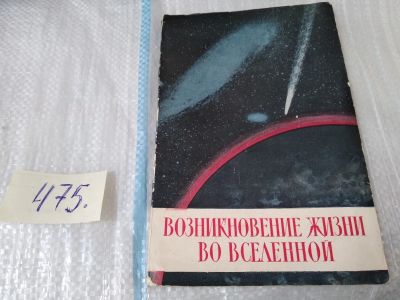 475.
ВОЗНИКНОВЕНИЕ ЖИЗНИ
ВО ВСЕЛЕННОЙ